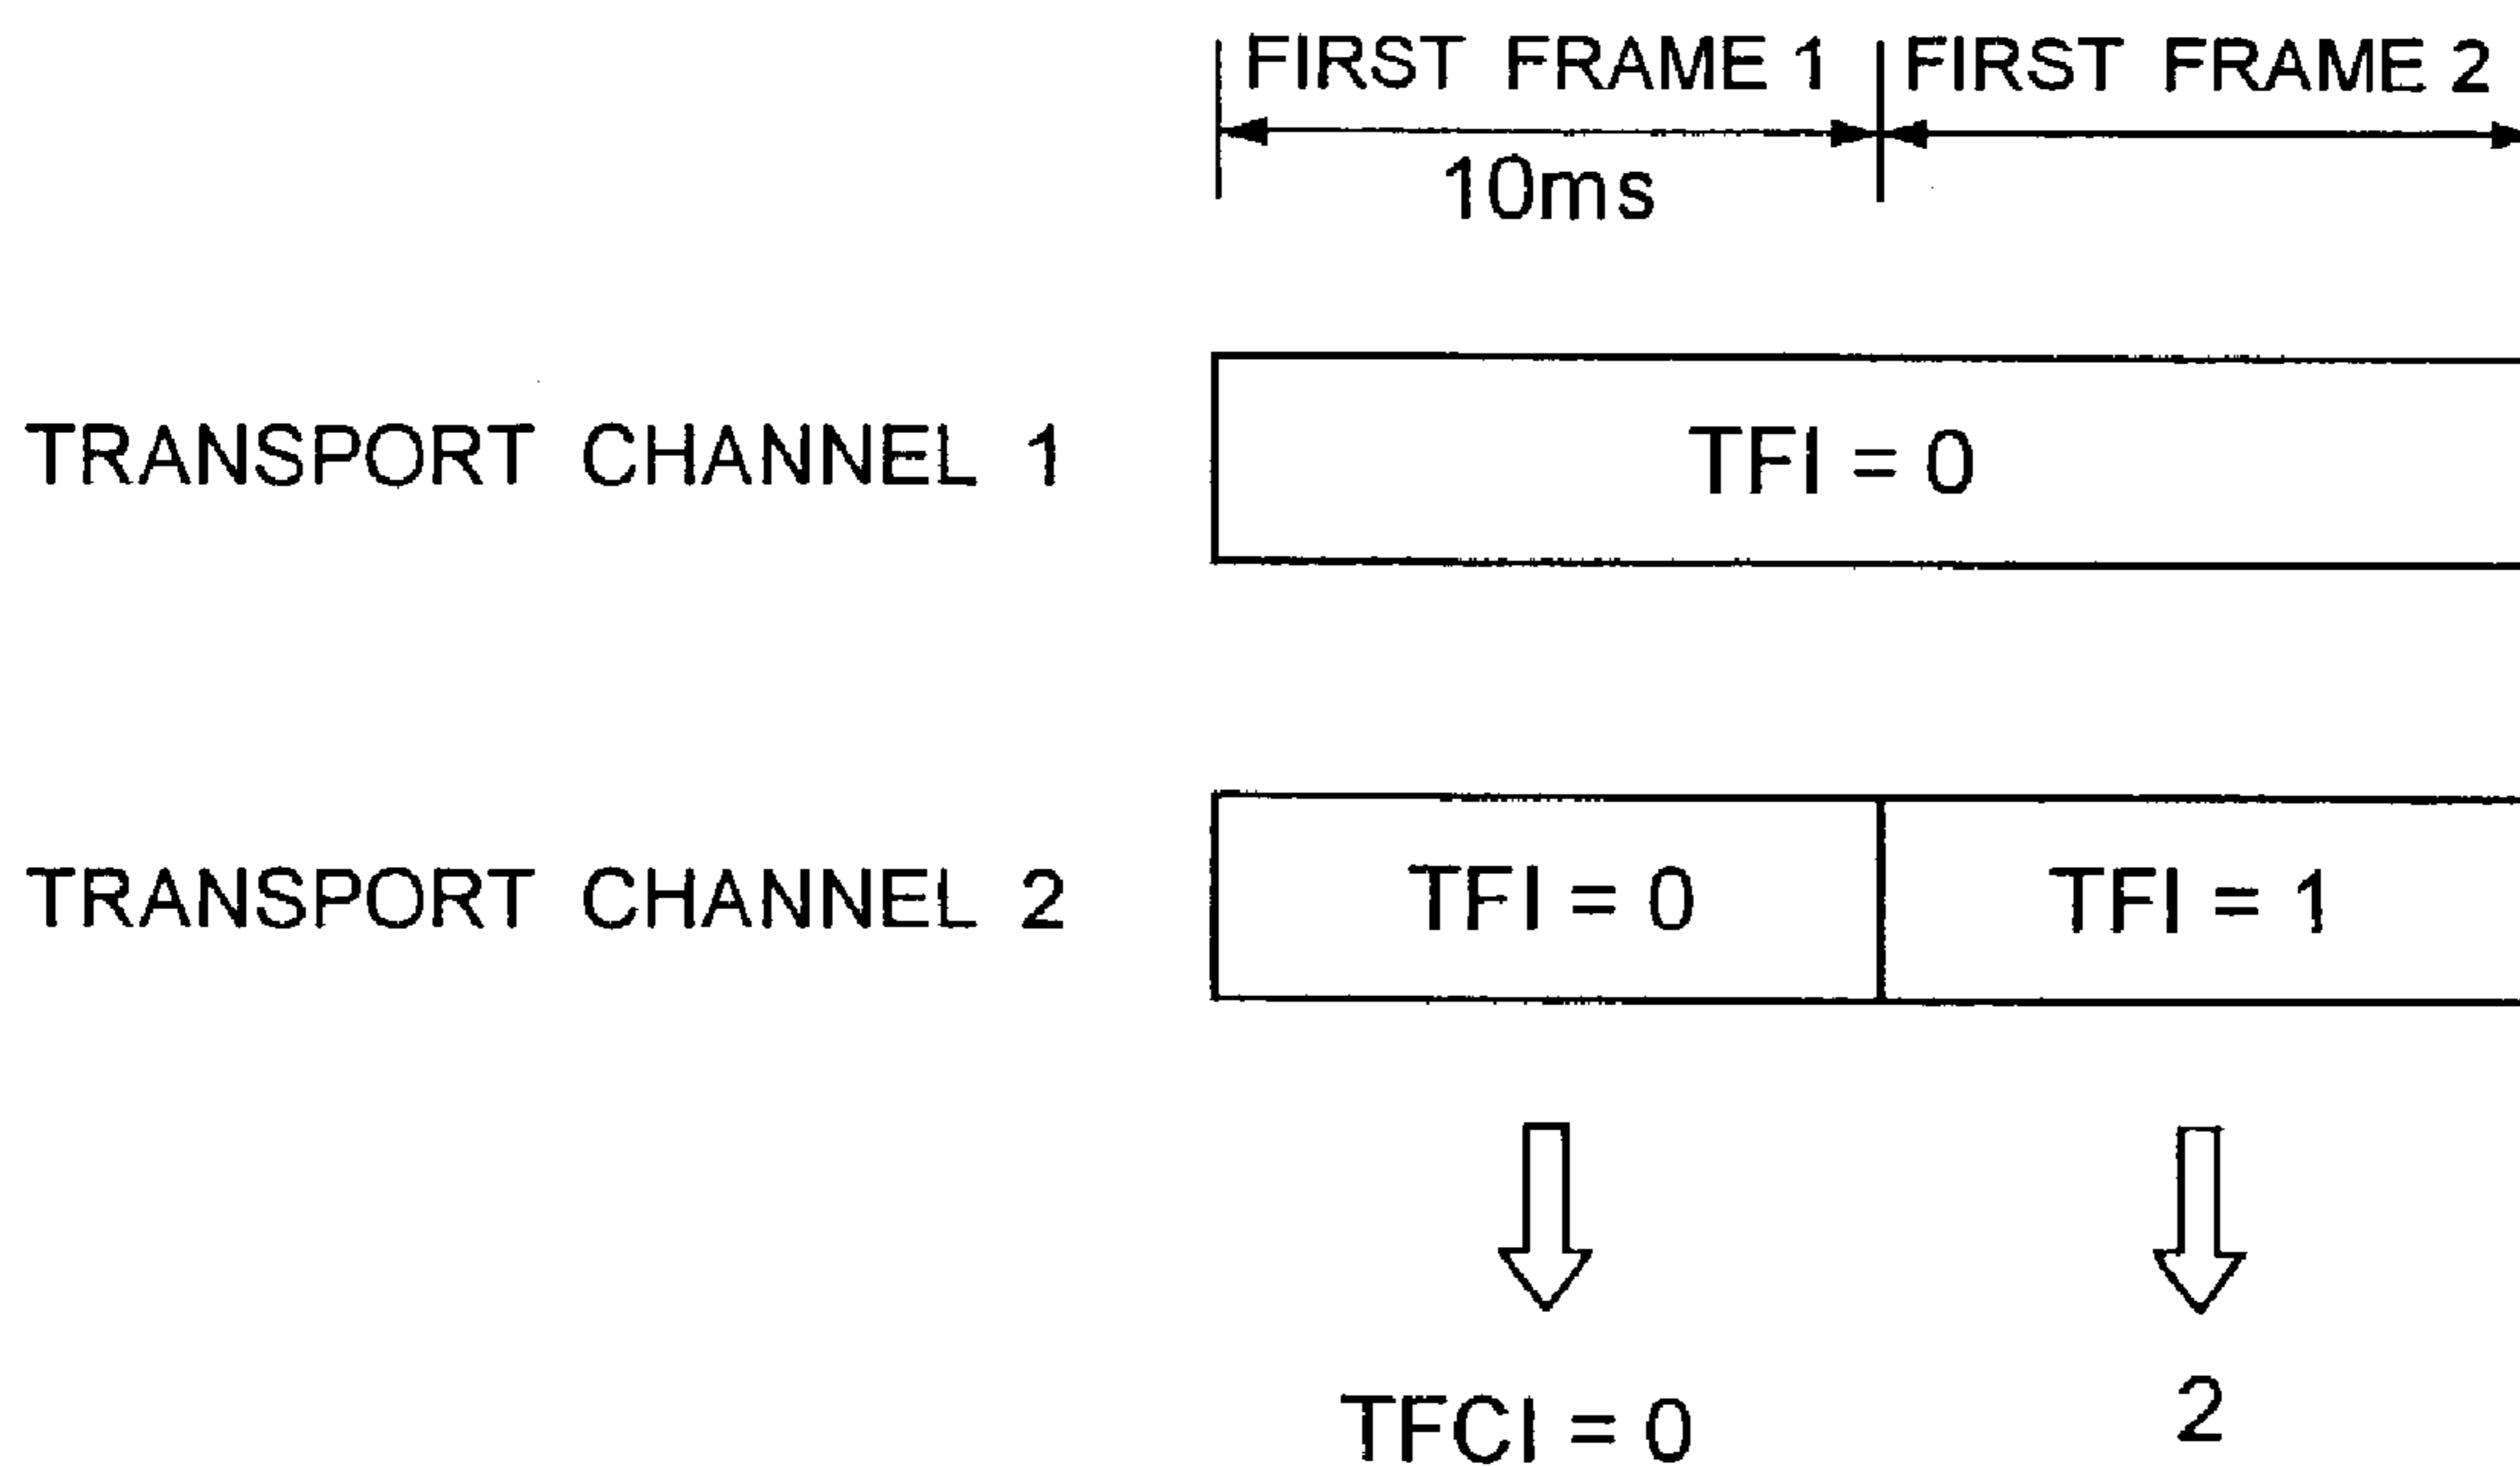 FIRST FRAME 1 FIRST FRAME 2
10ms
TRANSPORT CHANNEL 1 TFI = 0
TRANSPORT CHANNEL 2 TFI = 0 TFI = 1
TFCI = 0 2